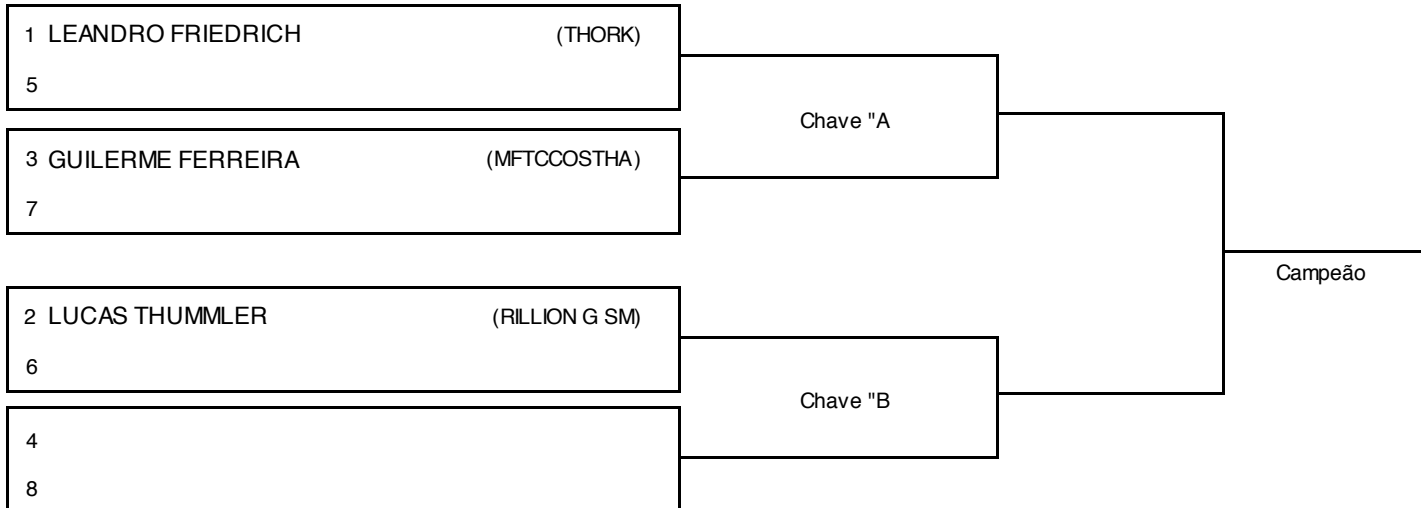 1 LEANDRO FRIEDRICH (THORK)
5
Chave "A
3 GUILERME FERREIRA (MFTCCOSTHA)
7
Campeão
2 LUCAS THUMMLER (RILLION G SM)
6
Chave "B
4
8